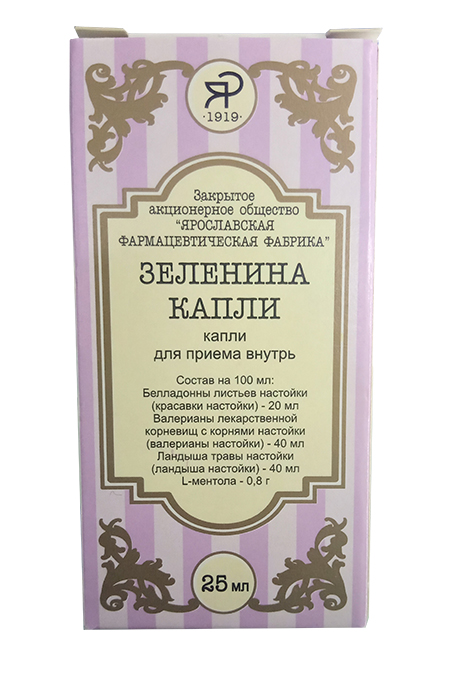 ЯР
·1919·
Закрытое
акционерное общество
"ЯРОСЛАВСКАЯ
ФАРМАЦЕВТИЧЕСКАЯ ФАБРИКА"
ЗЕЛЕНИНА
КАПЛИ
капли
для приема внутрь
Состав на 100 мл:
Белладонны листьев настойки
(красавки настойки) - 20 мл
Валерианы лекарственной
корневищ с корнями настойки
(валерианы настойки) - 40 мл
Ландыша травы настойки
(ландыша настойки) - 40 мл
L-ментола - 0,8 г
25 мл